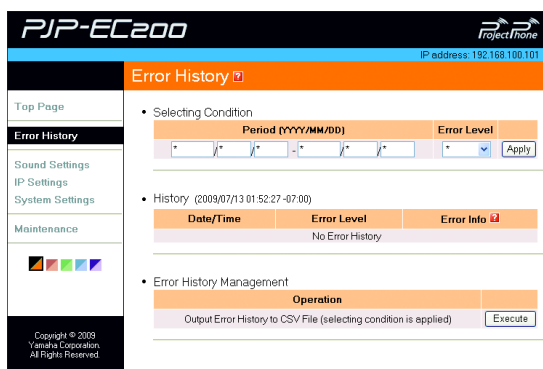 PJP-EC200
ProjectPhone
IP address: 192.168.100.101
Error History ?
Top Page
Error History
Sound Settings
IP Settings
System Settings
Maintenance
Copyright © 2009
Yamaha Corporation.
All Rights Reserved.
• Selecting Condition
Period (YYYY/MM/DD) Error Level
* /* /* - * /* /* * Apply
• History (2009/07/13 01:52:27 -07:00)
Date/Time Error Level Error Info ?
No Error History
• Error History Management
Operation
Output Error History to CSV File (selecting condition is applied) Execute